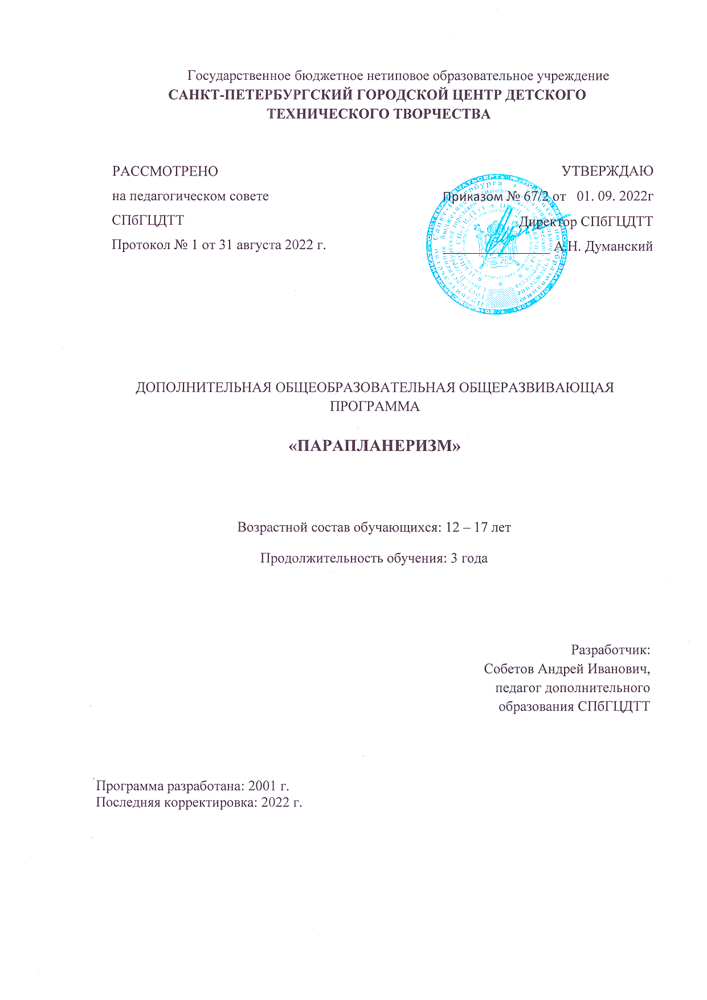 Государственное бюджетное нетиповое образовательное учреждение
САНКТ-ПЕТЕРБУРГСКИЙ ГОРОДСКОЙ ЦЕНТР ДЕТСКОГО
ТЕХНИЧЕСКОГО ТВОРЧЕСТВА
РАССМОТРЕНО
на педагогическом совете
СПбГЦДТТ
Протокол № 1 от 31 августа 2022 г.
УТВЕРЖДАЮ
Приказом № 67/2 от 01. 09. 2022г
Директор СПбГЦДТТ
А.Н. Думанский
ДОПОЛНИТЕЛЬНАЯ ОБЩЕОБРАЗОВАТЕЛЬНАЯ ОБЩЕРАЗВИВАЮЩАЯ
ПРОГРАММА
«ПАРАПЛАНЕРИЗМ»
Возрастной состав обучающихся: 12 – 17 лет
Продолжительность обучения: 3 года
Разработчик:
Собетов Андрей Иванович,
педагог дополнительного
образования СПбГЦДТТ
Программа разработана: 2001 г.
Последняя корректировка: 2022 г.